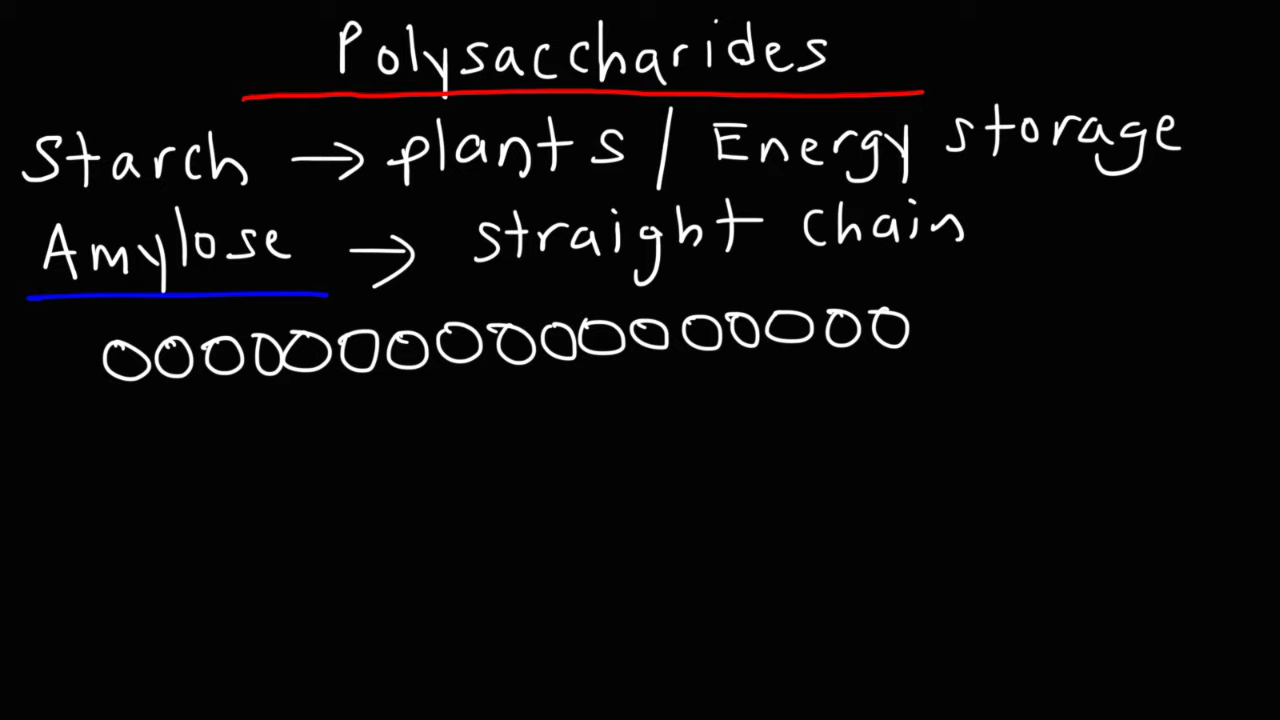 Polysaccharides
Starch → plants / Energy storage
Amylose → straight chain